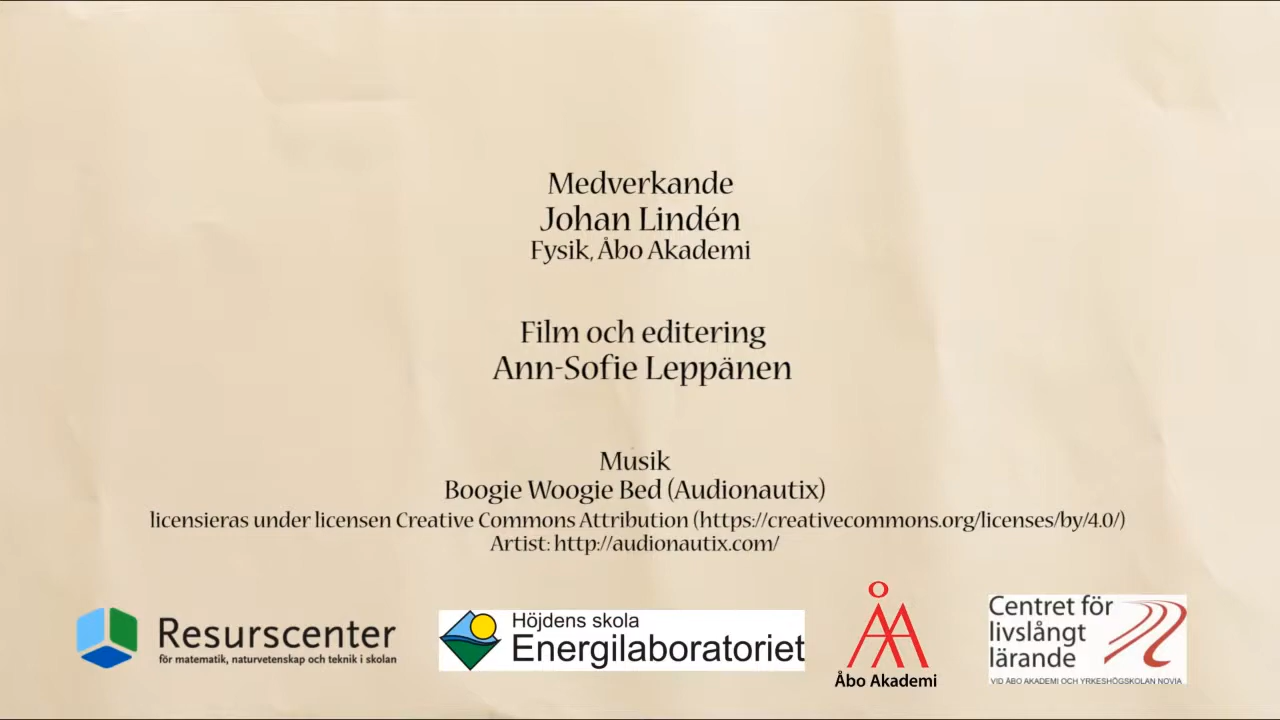 Medverkande
Johan Lindén
Fysik, Åbo Akademi
Film och editering
Ann-Sofie Leppänen
Musik
Boogie Woogie Bed (Audionautix)
licensieras under licensen Creative Commons Attribution (https://creativecommons.org/licenses/by/4.0/)
Artist: http://audionautix.com/
Resurscenter
för matematik, naturvetenskap och teknik i skolan
Höjdens skola
Energilaboratoriet
Åbo Akademi
Centret för
livslångt
lärande
VID ÅBO AKADEMI OCH YRKESHÖGSKOLAN NOVIA